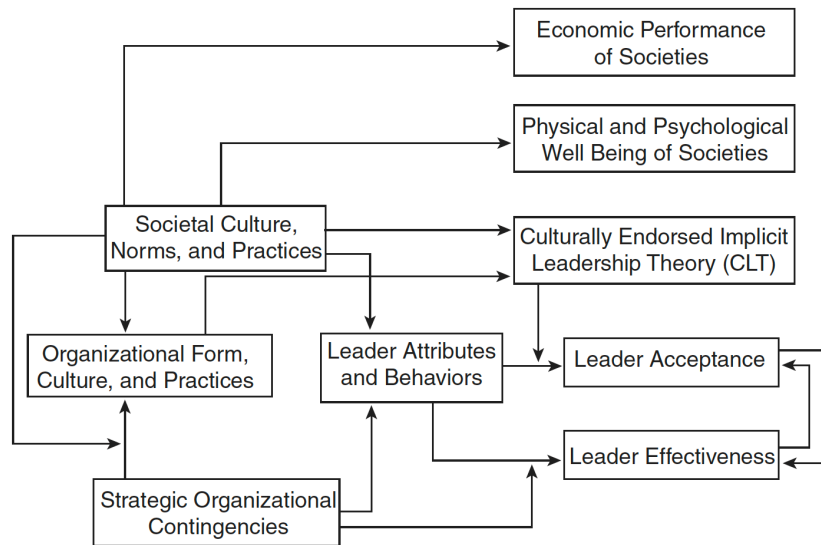 Economic Performance
of Societies
Physical and Psychological
Well Being of Societies
Societal Culture,
Norms, and Practices
Culturally Endorsed Implicit
Leadership Theory (CLT)
Organizational Form,
Culture, and Practices
Leader Attributes
and Behaviors
Leader Acceptance
Leader Effectiveness
Strategic Organizational
Contingencies